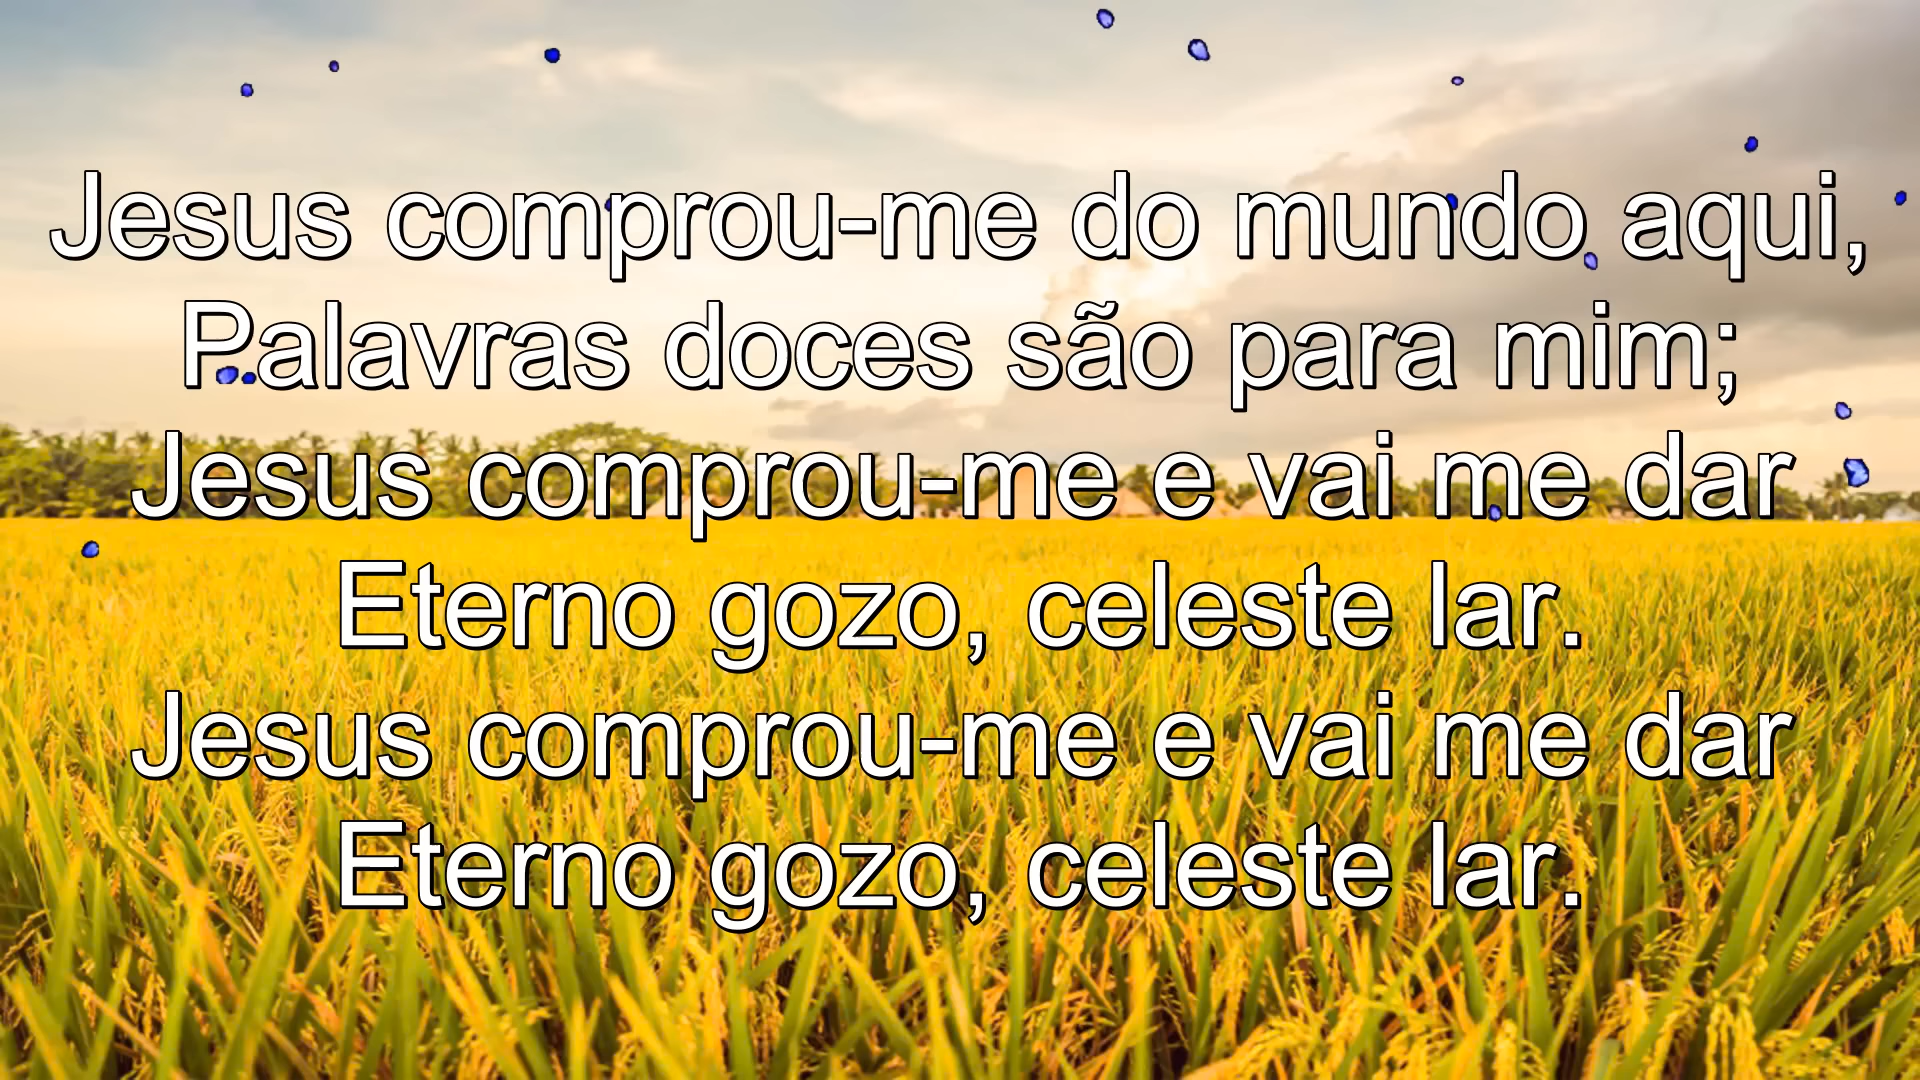 Jesus comprou-me do mundo aqui,
Palavras doces são para mim;
Jesus comprou-me e vai me dar
Eterno gozo, celeste lar.
Jesus comprou-me e vai me dar
Eterno gozo, celeste lar.